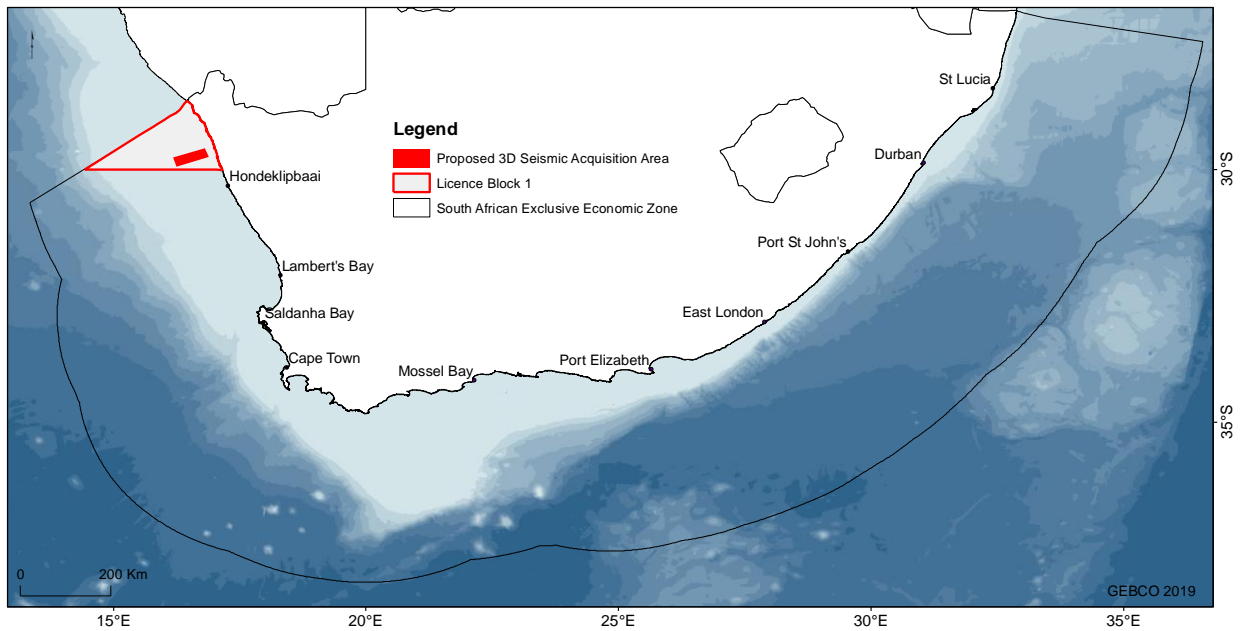 St Lucia
Legend
Proposed 3D Seismic Acquisition Area
Licence Block 1
South African Exclusive Economic Zone
Durban
30°S
Hondeklipbaai
Port St John's
Lambert's Bay
Saldanha Bay
East London
Cape Town
Mossel Bay
Port Elizabeth
35°S
0 200 Km
GEBCO 2019
15°E 20°E 25°E 30°E 35°E